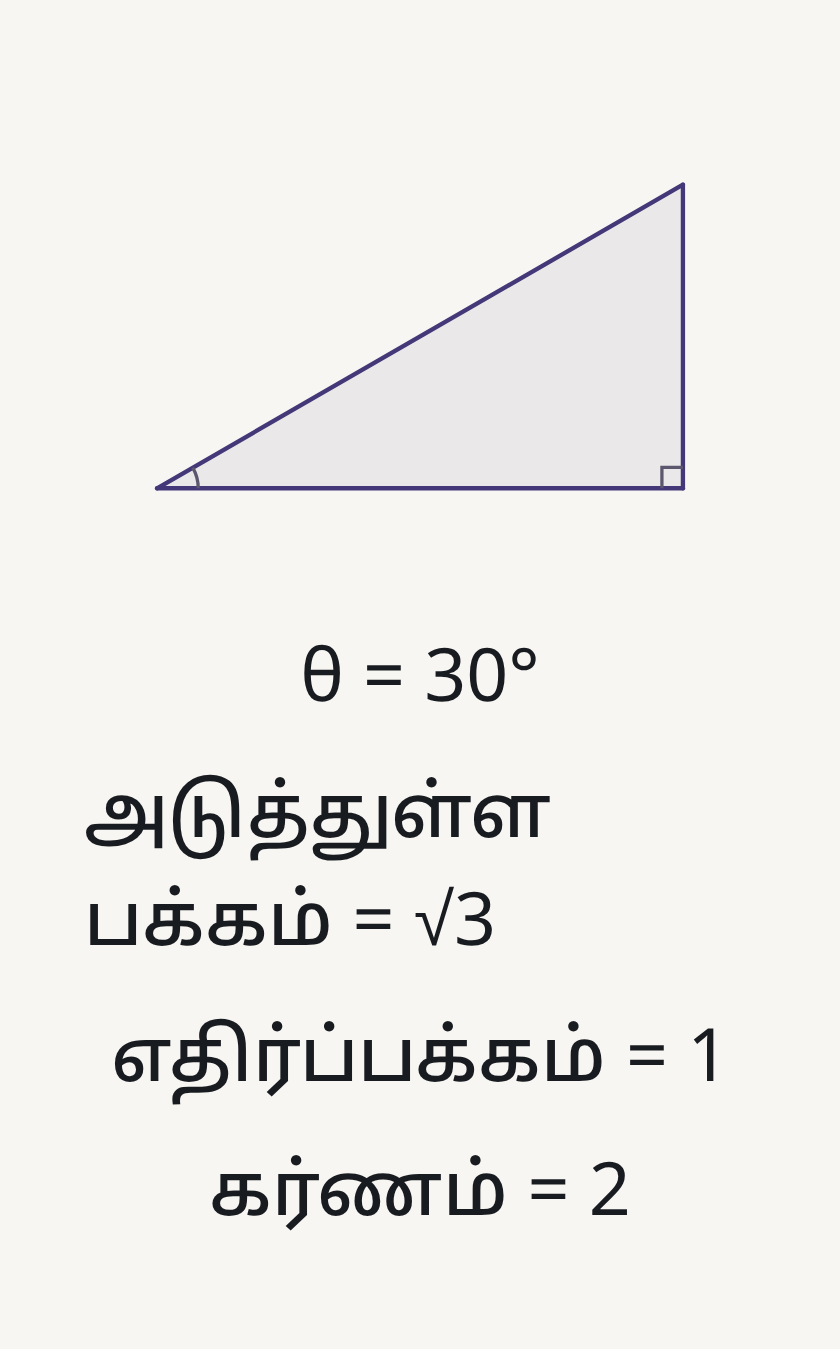 θ = 30°
அடுத்துள்ள
பக்கம் = √3
எதிர்ப்பக்கம் = 1
கர்ணம் = 2